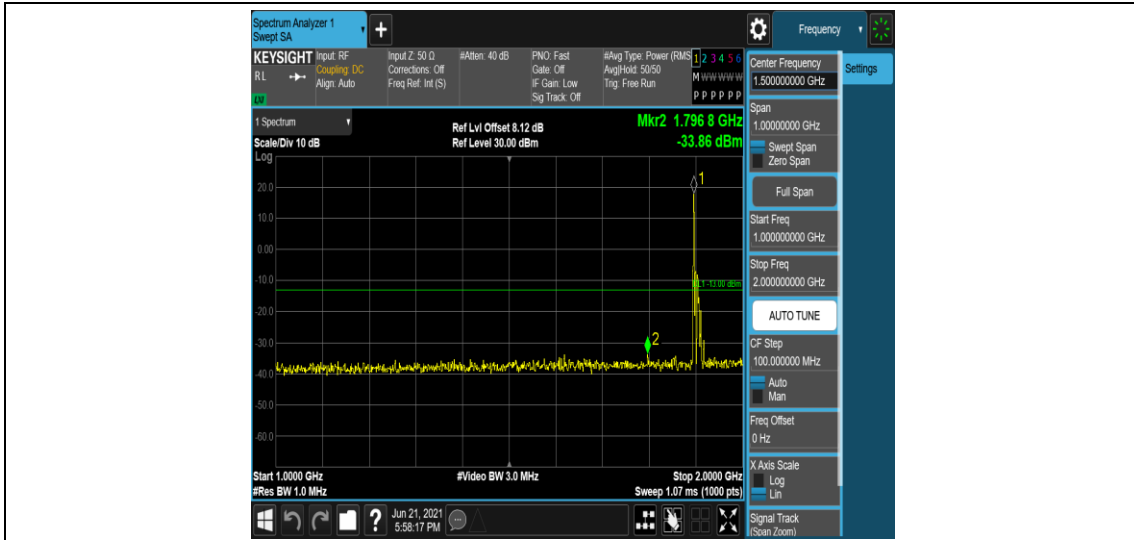 Spectrum Analyzer 1
Swept SA
+
Frequency
KEYSIGHT
RL
Input: RF
Coupling: DC
Align: Auto
Input Z: 50 Ω
Corrections: Off
Freq Ref: Int (S)
#Atten: 40 dB
PNO: Fast
Gate: Off
IF Gain: Low
Sig Track: Off
#Avg Type: Power (RMS
Avg|Hold: 50/50
Trig: Free Run
1 2 3 4 5 6
M W W W W W
P P P P P P
1 Spectrum
Scale/Div 10 dB
Log
Ref Lvl Offset 8.12 dB
Ref Level 30.00 dBm
Mkr2 1.796 8 GHz
-33.86 dBm
20.0
10.0
0.00
-10.0
-20.0
-30.0
-40.0
-50.0
-60.0
1
L1 -13.00 dBm
2
Start 1.0000 GHz
#Res BW 1.0 MHz
#Video BW 3.0 MHz
Stop 2.0000 GHz
Sweep 1.07 ms (1000 pts)
Center Frequency
1.500000000 GHz
Settings
Span
1.00000000 GHz
Swept Span
Zero Span
Full Span
Start Freq
1.000000000 GHz
Stop Freq
2.000000000 GHz
AUTO TUNE
CF Step
100.000000 MHz
Auto
Man
Freq Offset
0 Hz
X Axis Scale
Log
Lin
Signal Track
(Span Zoom)
?
Jun 21, 2021
5:58:17 PM